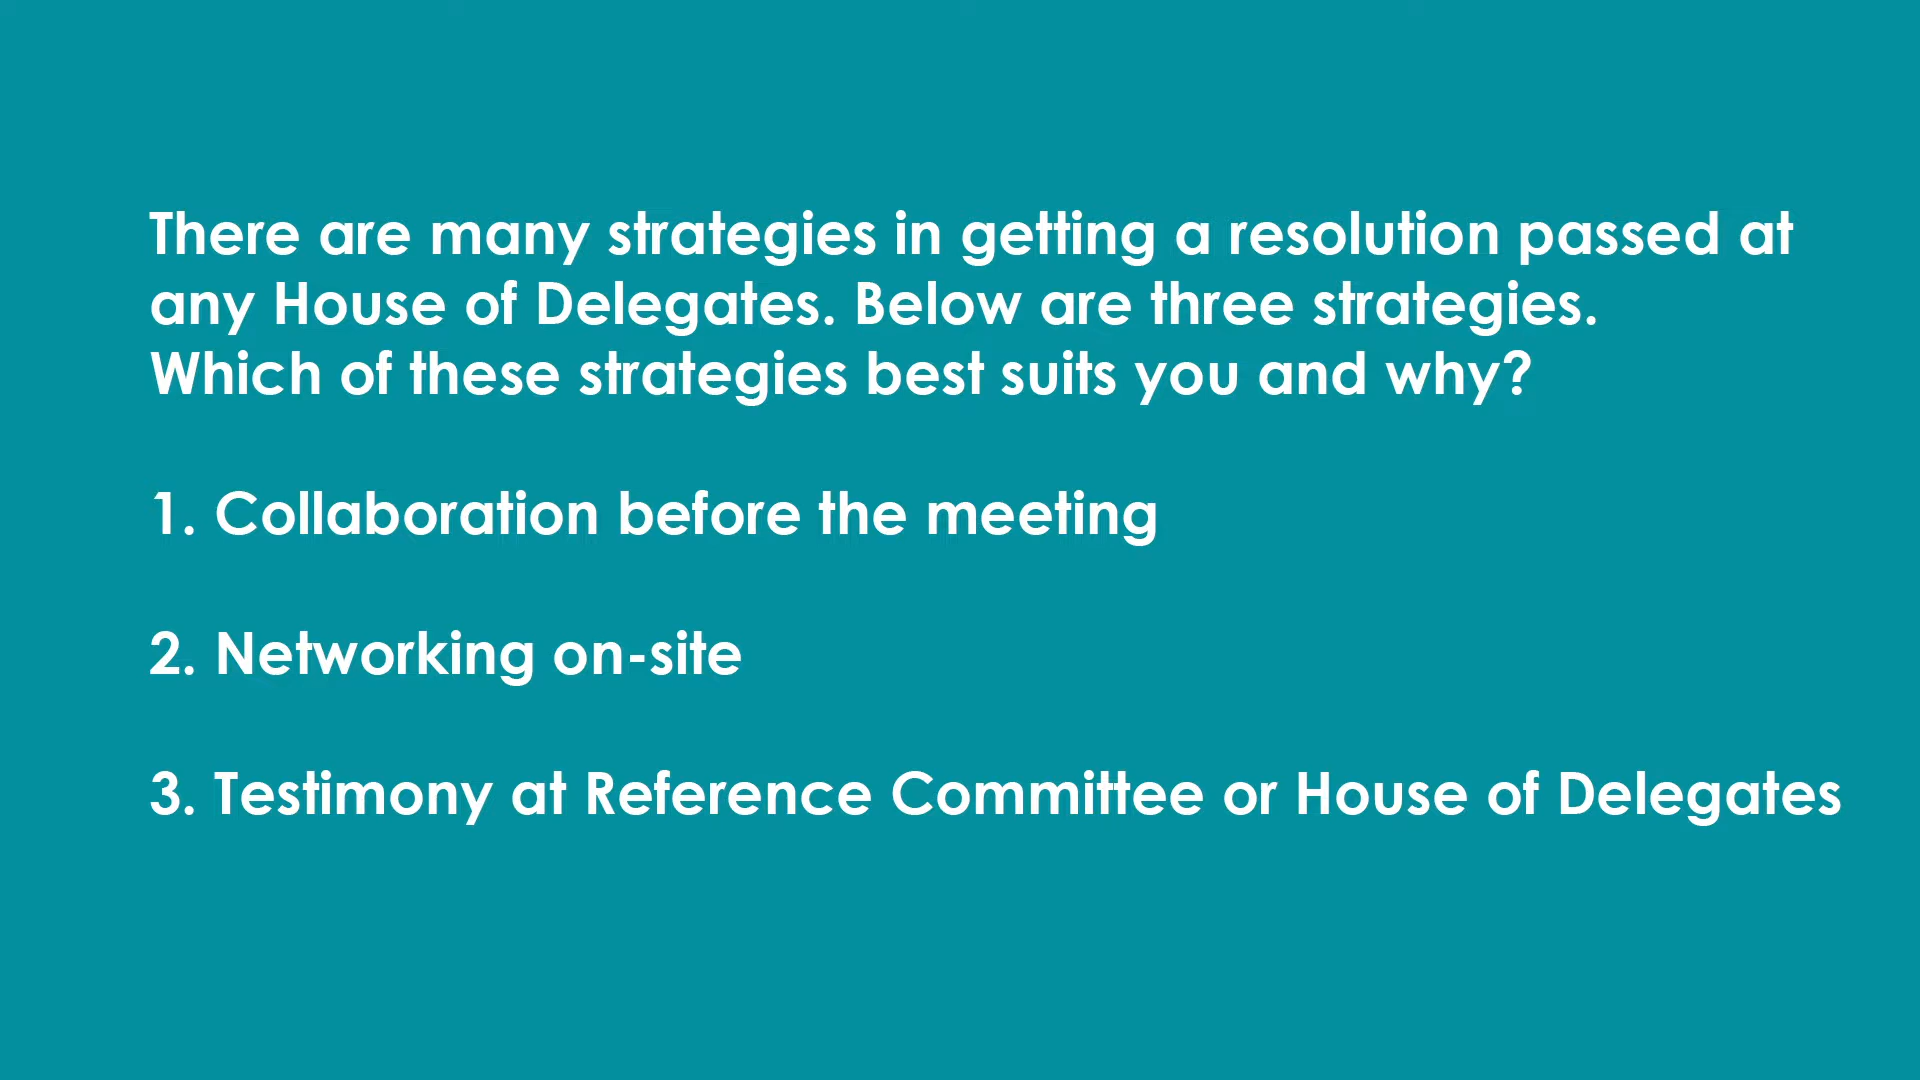 There are many strategies in getting a resolution passed at
any House of Delegates. Below are three strategies.
Which of these strategies best suits you and why?
1. Collaboration before the meeting
2. Networking on-site
3. Testimony at Reference Committee or House of Delegates